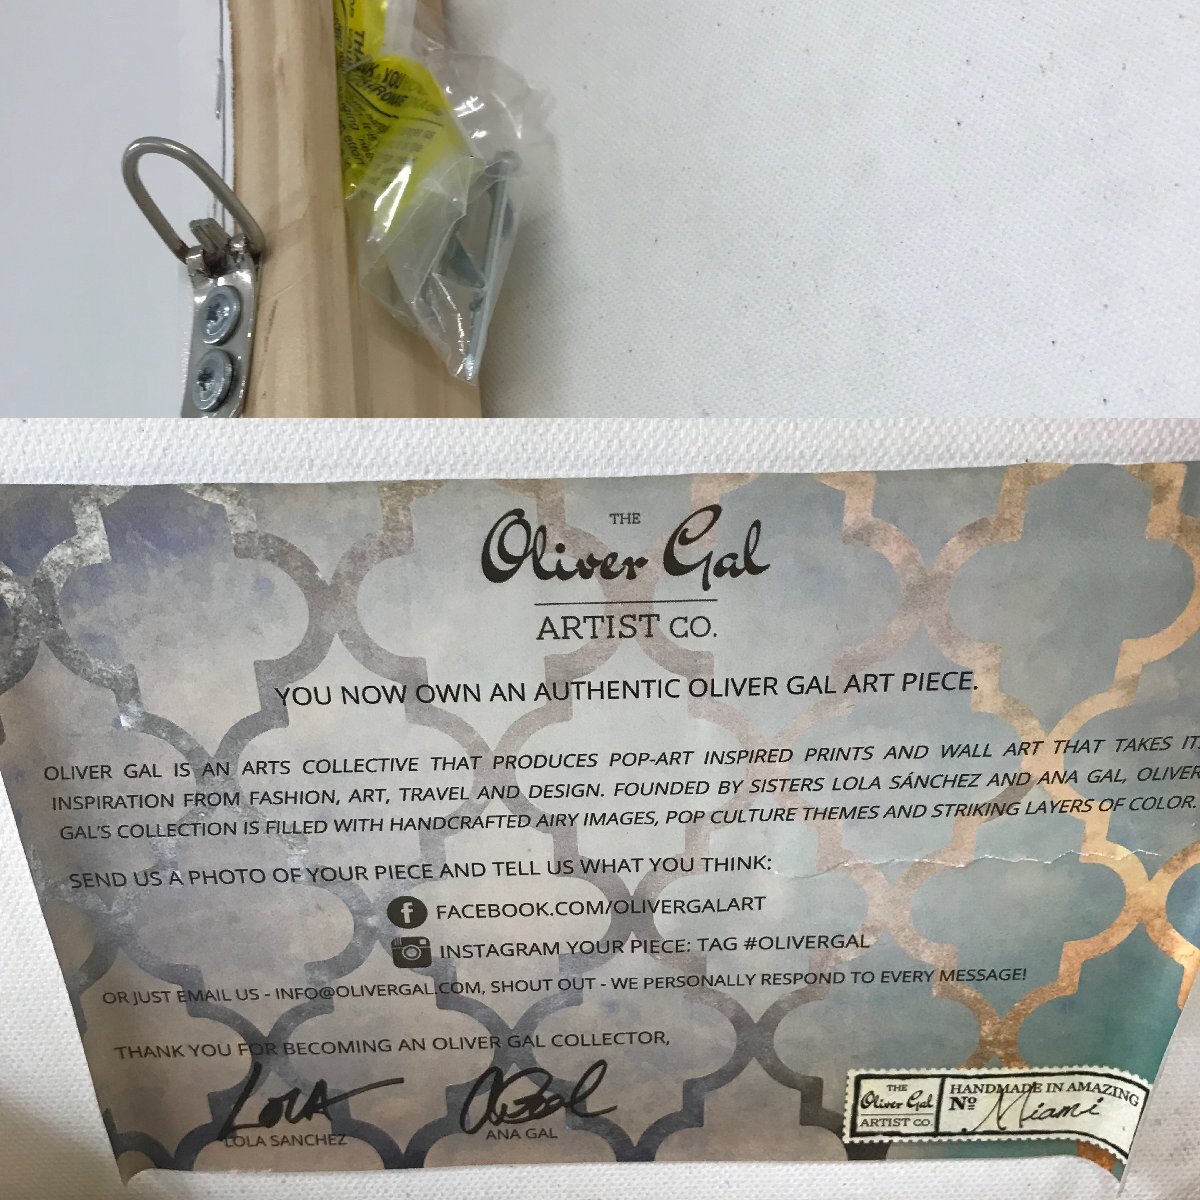 THANK YOU
THE
Oliver Gal
ARTIST CO.
YOU NOW OWN AN AUTHENTIC OLIVER GAL ART PIECE.
OLIVER GAL IS AN ARTS COLLECTIVE THAT PRODUCES POP-ART INSPIRED PRINTS AND WALL ART THAT TAKES IT
INSPIRATION FROM FASHION, ART, TRAVEL AND DESIGN. FOUNDED BY SISTERS LOLA SÁNCHEZ AND ANA GAL, OLIVER
GAL'S COLLECTION IS FILLED WITH HANDCRAFTED AIRY IMAGES, POP CULTURE THEMES AND STRIKING LAYERS OF COLOR.
SEND US A PHOTO OF YOUR PIECE AND TELL US WHAT YOU THINK:
f FACEBOOK.COM/OLIVERGALART
INSTAGRAM YOUR PIECE: TAG #OLIVERGAL
OR JUST EMAIL US - INFO@OLIVERGAL.COM, SHOUT OUT - WE PERSONALLY RESPOND TO EVERY MESSAGE!
THANK YOU FOR BECOMING AN OLIVER GAL COLLECTOR,
LOLA
LOLA SANCHEZ
ANA GAL
THE
Oliver Gal
ARTIST CO.
HANDMADE IN AMAZING
Nº Miami